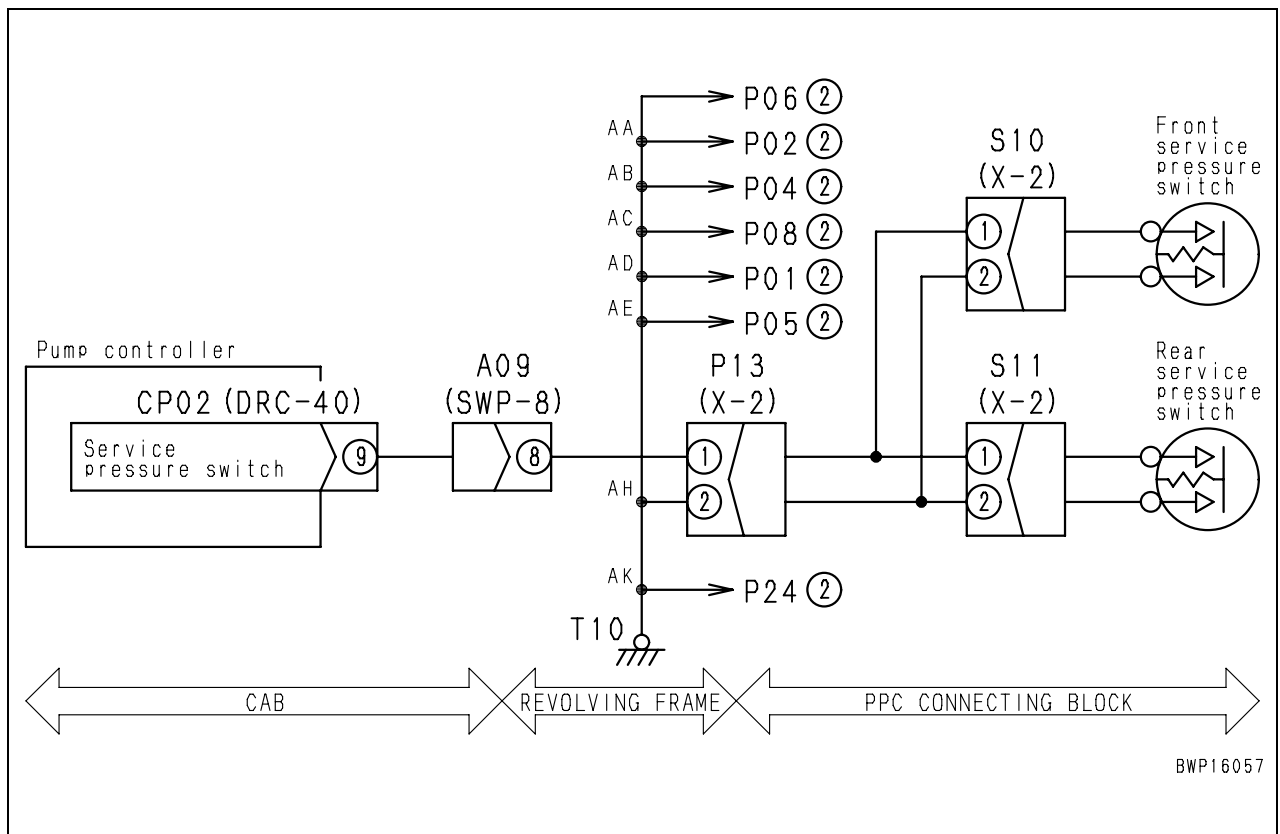 P06 ②
AA
P02 ②
AB
P04 ②
AC
P08 ②
AD
P01 ②
AE
P05 ②
S10
(X-2)
①
②
Front
service
pressure
switch
Pump controller
CP02 (DRC-40)
Service
pressure switch
⑨
A09
(SWP-8)
⑧
P13
(X-2)
①
②
S11
(X-2)
①
②
Rear
service
pressure
switch
AH
AK
P24 ②
T10
CAB
REVOLVING FRAME
PPC CONNECTING BLOCK
BWP16057